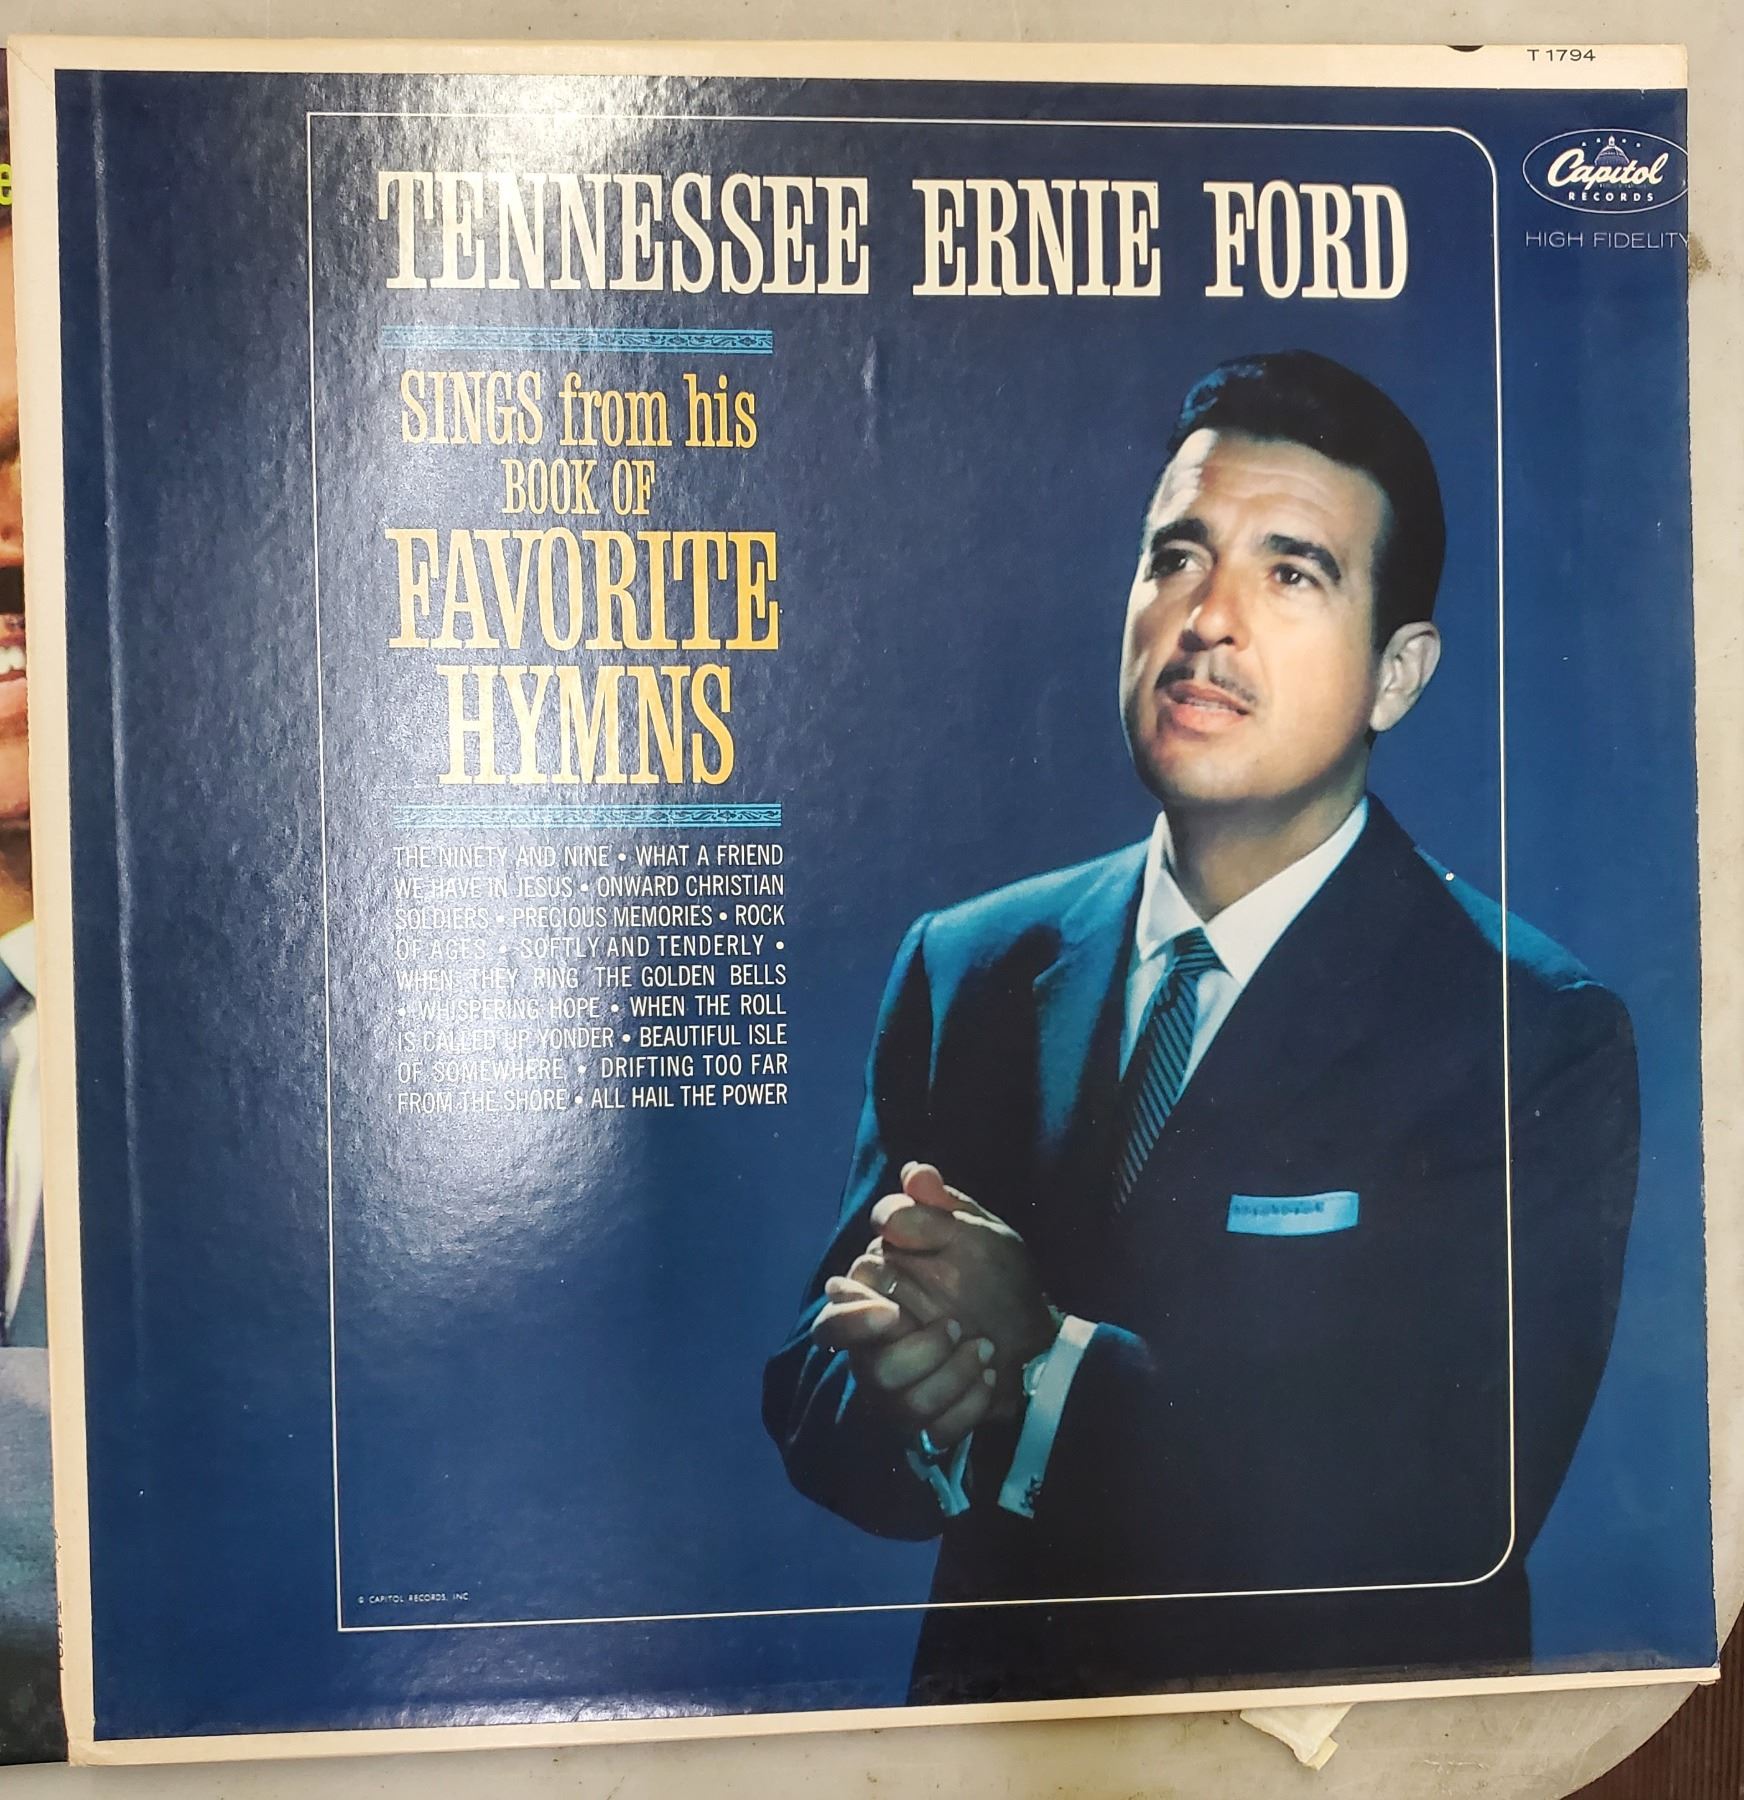 T 1794
Capitol
RECORDS
HIGH FIDELITY
TENNESSEE ERNIE FORD
SINGS from his
BOOK OF
FAVORITE
HYMNS
THE NINETY AND NINE • WHAT A FRIEND
WE HAVE IN JESUS • ONWARD CHRISTIAN
SOLDIERS • PRECIOUS MEMORIES • ROCK
OF AGES • SOFTLY AND TENDERLY •
WHEN THEY RING THE GOLDEN BELLS
• WHISPERING HOPE • WHEN THE ROLL
IS CALLED UP YONDER • BEAUTIFUL ISLE
OF SOMEWHERE • DRIFTING TOO FAR
FROM THE SHORE • ALL HAIL THE POWER
© CAPITOL RECORDS, INC.